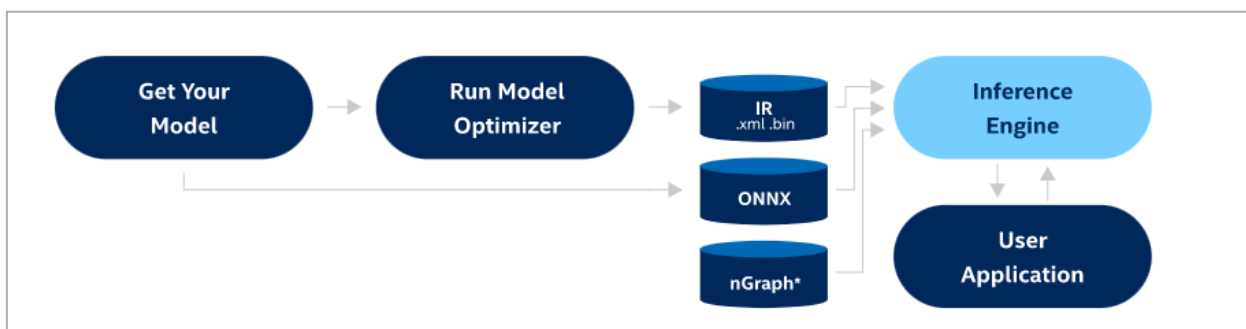 Get Your
Model
Run Model
Optimizer
IR
.xml .bin
ONNX
nGraph*
Inference
Engine
User
Application